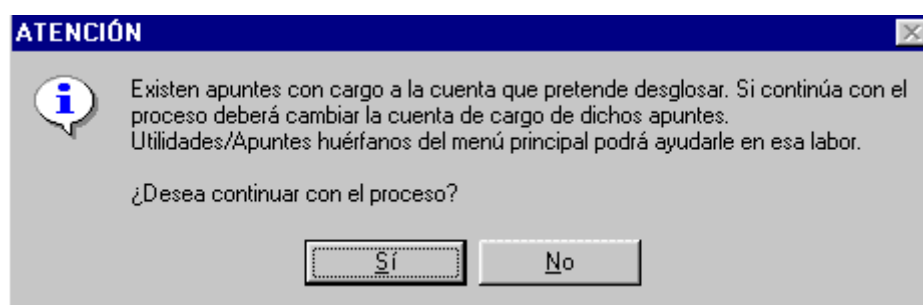 ATENCIÓN
Existen apuntes con cargo a la cuenta que pretende desglosar. Si continúa con el
proceso deberá cambiar la cuenta de cargo de dichos apuntes.
Utilidades/Apuntes huérfanos del menú principal podrá ayudarle en esa labor.
¿Desea continuar con el proceso?
Sí
No